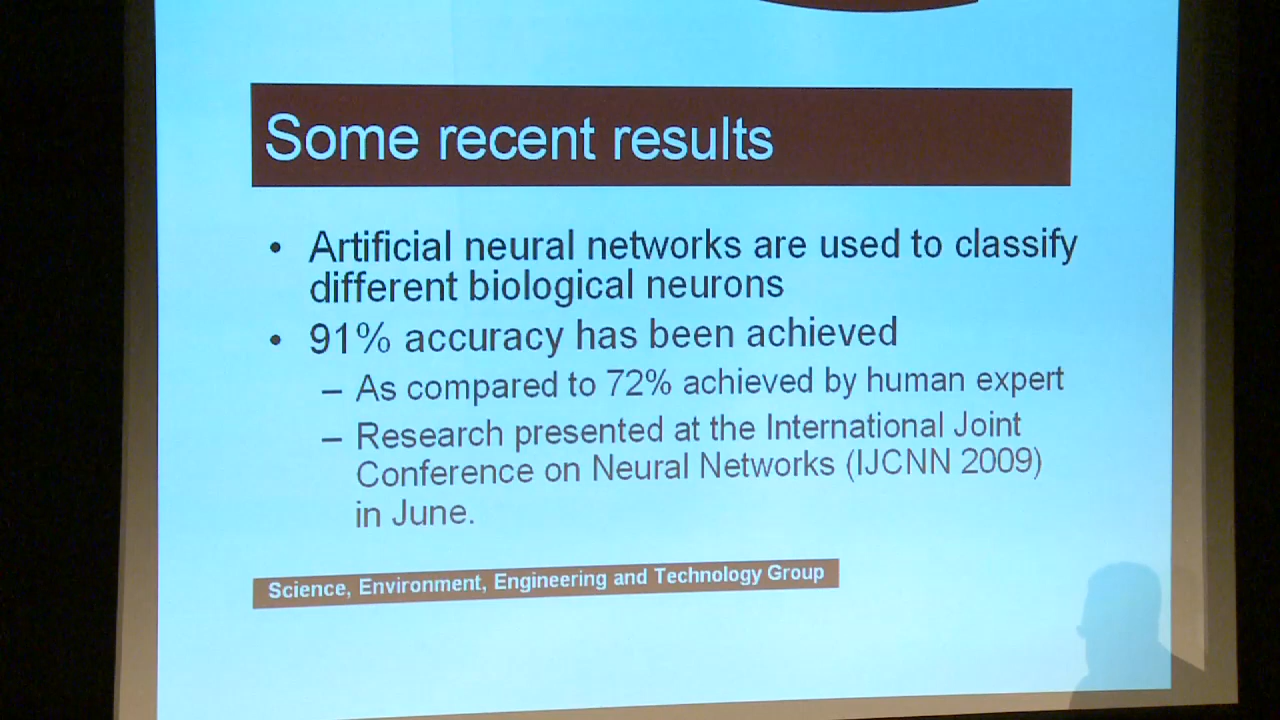 Some recent results
• Artificial neural networks are used to classify
different biological neurons
• 91% accuracy has been achieved
– As compared to 72% achieved by human expert
– Research presented at the International Joint
Conference on Neural Networks (IJCNN 2009)
in June.
Science, Environment, Engineering and Technology Group